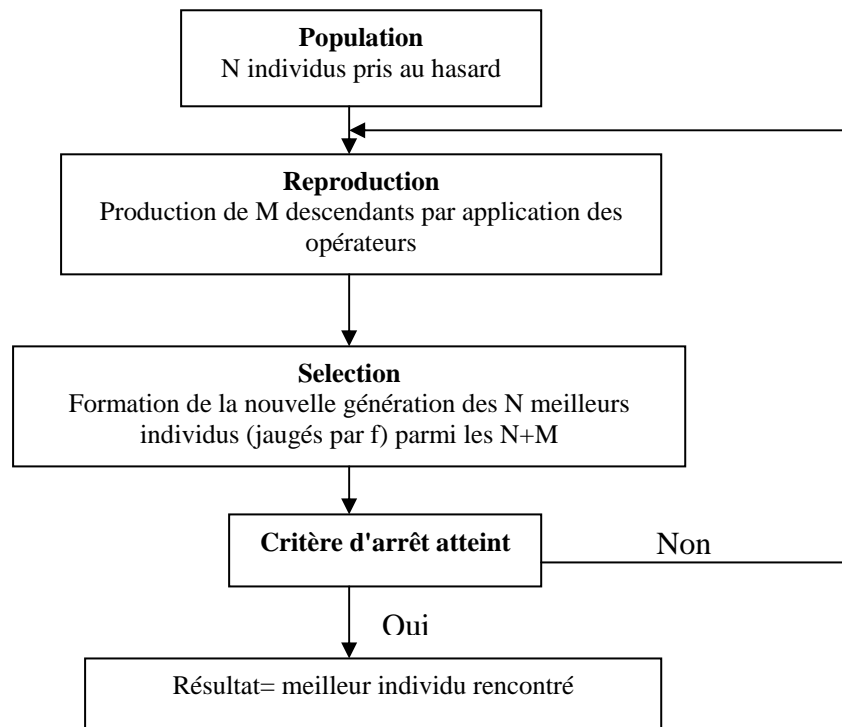 Population
N individus pris au hasard
Reproduction
Production de M descendants par application des
opérateurs
Selection
Formation de la nouvelle génération des N meilleurs
individus (jaugés par f) parmi les N+M
Critère d'arrêt atteint
Non
Oui
Résultat= meilleur individu rencontré